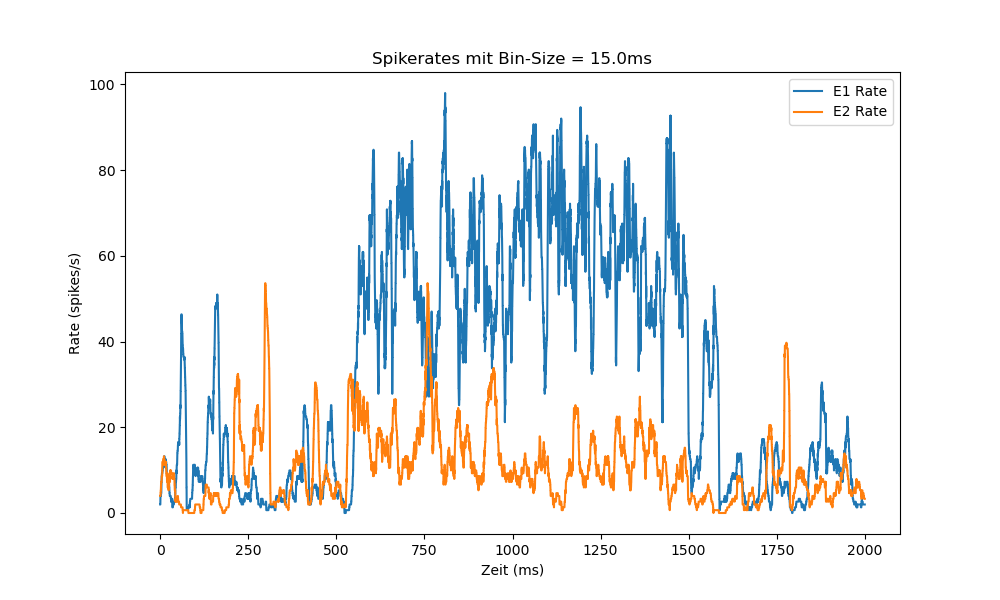 Spikerates mit Bin-Size = 15.0ms
E1 Rate
E2 Rate
100
80
60
40
20
0
Rate (spikes/s)
0 250 500 750 1000 1250 1500 1750 2000
Zeit (ms)